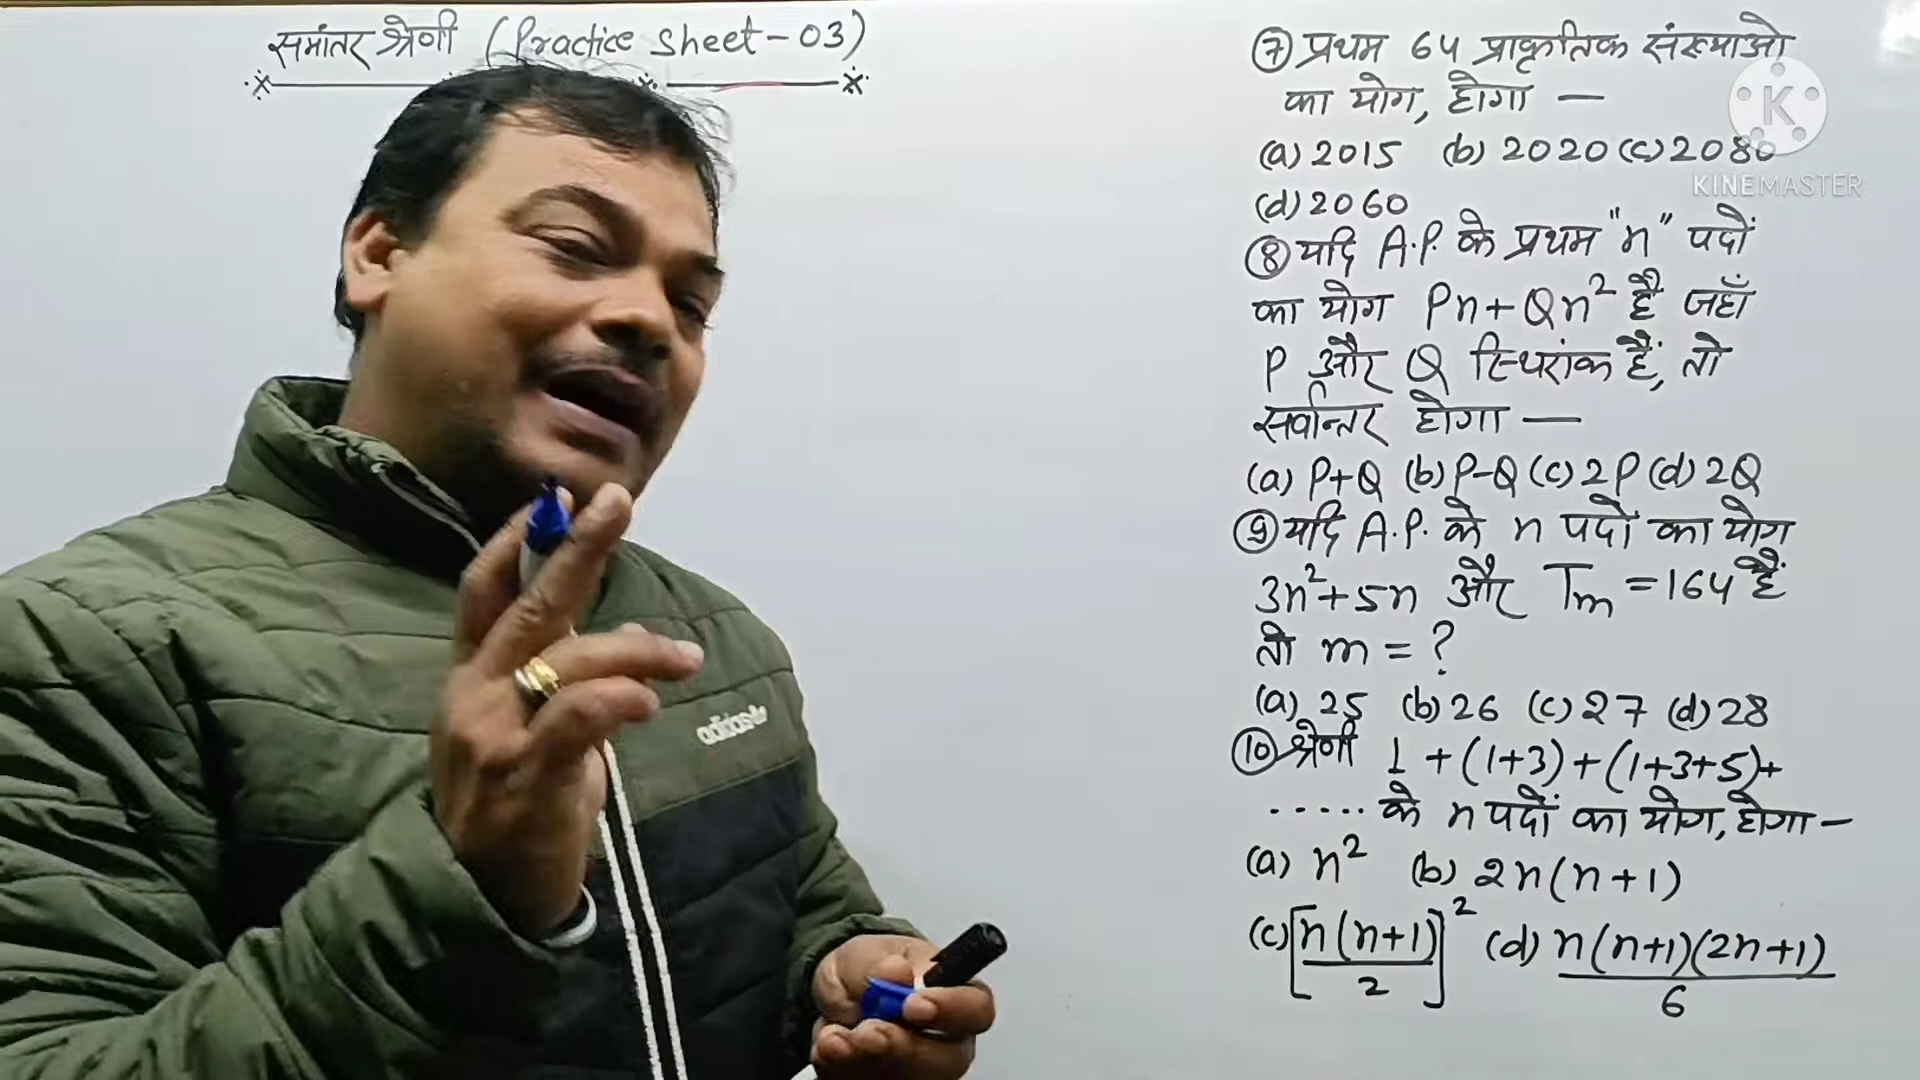 समांतर श्रेणी (Practice Sheet-03)
⑦ प्रथम 64 प्राकृतिक संख्याओ
का योग, होगा —
(a) 2015 (b) 2020 (c) 2080
(d) 2060
⑧ यदि A.P. के प्रथम "n" पदों
का योग Pn+Qn² है जहाँ
P और Q स्थिरांक हैं, तो
सर्वान्तर होगा —
(a) P+Q (b) P-Q (c) 2P (d) 2Q
⑨ यदि A.P. के n पदों का योग
3n²+5n और Tm = 164 है
तो m = ?
(a) 25 (b) 26 (c) 27 (d) 28
⑩ श्रेणी 1 + (1+3) + (1+3+5)+
...... के n पदों का योग, होगा –
(a) n² (b) 2n(n+1)
(c) [n(n+1)/2]² (d) n(n+1)(2n+1)/6
K
KINEMASTER
adidas